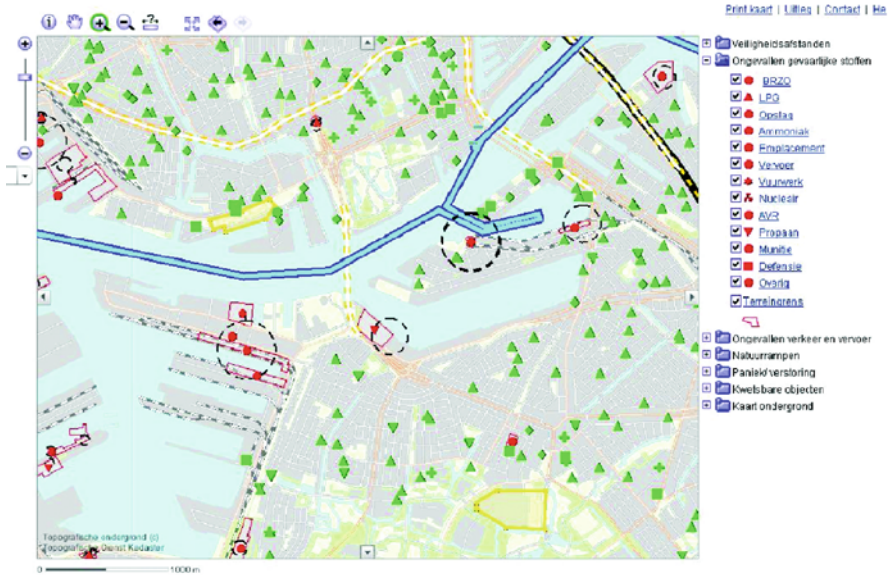 Print kaart | Uitleg | Contact | He
Veiligheidsafstanden
Ongevallen gevaarlijke stoffen
BRZO
LPG
Opslag
Ammoniak
Emplacement
Vervoer
Vuurwerk
Nucleair
AVR
Propaan
Munitie
Defensie
Overig
Terreingrens
Ongevallen verkeer en vervoer
Natuurrampen
Paniek/verstoring
Kwetsbare objecten
Kaart ondergrond
Topografische ondergrond (c)
Topografische Dienst Kadaster
0 1000 m